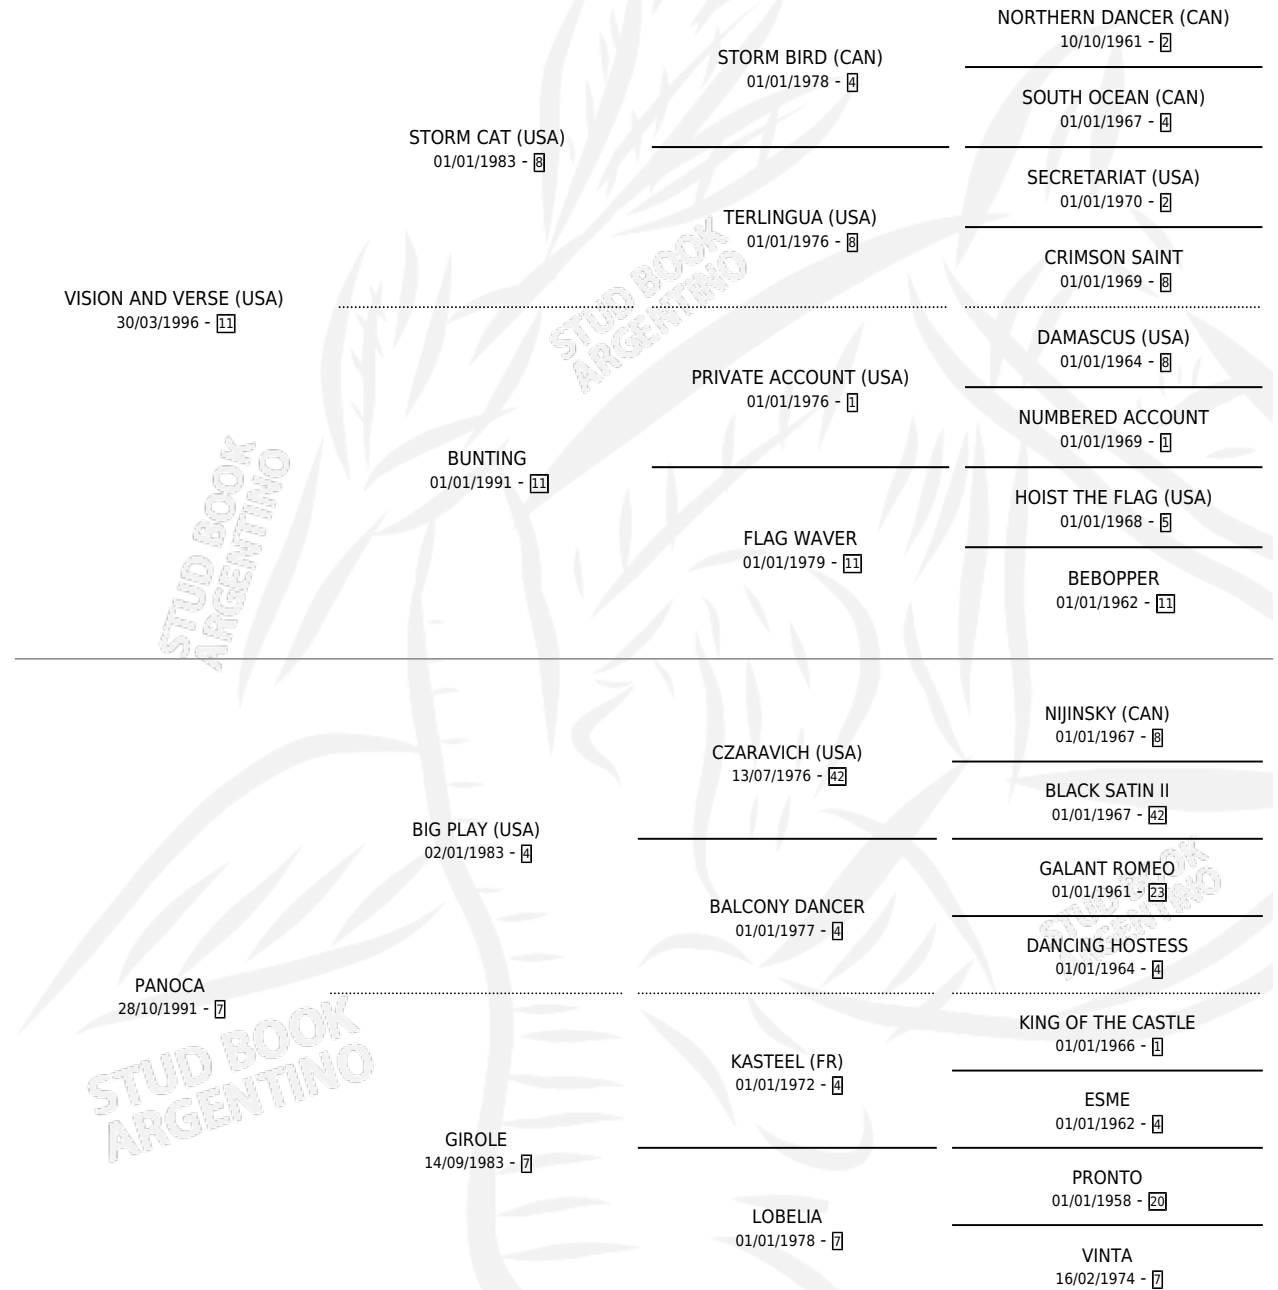 NORTHERN DANCER (CAN)
10/10/1961 - 2
STORM BIRD (CAN)
01/01/1978 - 4
SOUTH OCEAN (CAN)
01/01/1967 - 4
STORM CAT (USA)
01/01/1983 - 8
SECRETARIAT (USA)
01/01/1970 - 2
TERLINGUA (USA)
01/01/1976 - 8
CRIMSON SAINT
01/01/1969 - 8
VISION AND VERSE (USA)
30/03/1996 - 11
DAMASCUS (USA)
01/01/1964 - 8
PRIVATE ACCOUNT (USA)
01/01/1976 - 1
NUMBERED ACCOUNT
01/01/1969 - 1
BUNTING
01/01/1991 - 11
HOIST THE FLAG (USA)
01/01/1968 - 5
FLAG WAVER
01/01/1979 - 11
BEBOPPER
01/01/1962 - 11
NIJINSKY (CAN)
01/01/1967 - 8
CZARAVICH (USA)
13/07/1976 - 42
BLACK SATIN II
01/01/1967 - 42
BIG PLAY (USA)
02/01/1983 - 4
GALANT ROMEO
01/01/1961 - 23
BALCONY DANCER
01/01/1977 - 4
DANCING HOSTESS
01/01/1964 - 4
PANOCA
28/10/1991 - 7
KING OF THE CASTLE
01/01/1966 - 1
KASTEEL (FR)
01/01/1972 - 4
ESME
01/01/1962 - 4
GIROLE
14/09/1983 - 7
PRONTO
01/01/1958 - 20
LOBELIA
01/01/1978 - 7
VINTA
16/02/1974 - 7
STUD BOOK
ARGENTINO
STUD BOOK
ARGENTINO
STUD BOOK
ARGENTINO
STUD BOOK
ARGENTINO